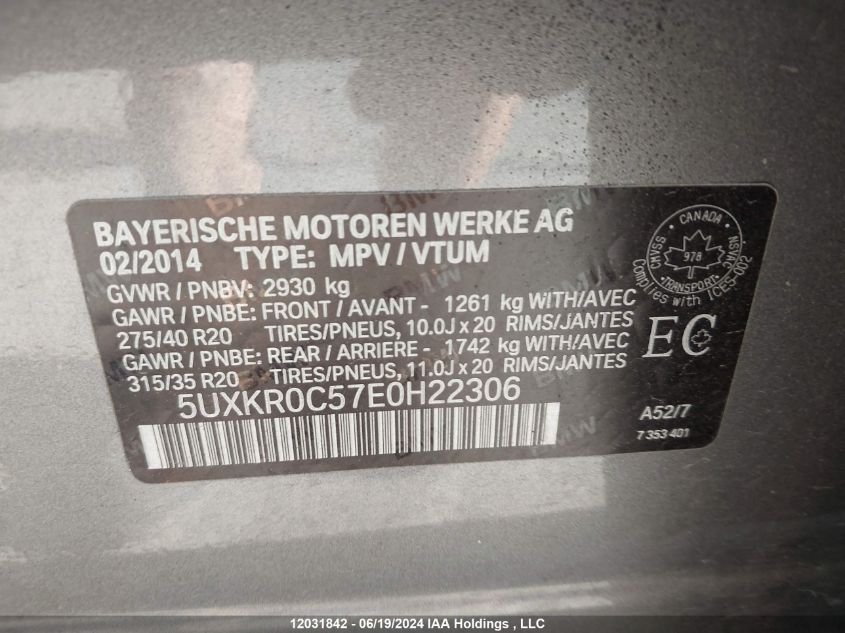 BAYERISCHE MOTOREN WERKE AG
02/2014 TYPE: MPV / VTUM
GVWR / PNBV: 2930 kg
GAWR / PNBE: FRONT / AVANT - 1261 kg WITH/AVEC
275/40 R20 TIRES/PNEUS, 10.0J x 20 RIMS/JANTES
GAWR / PNBE: REAR / ARRIERE - 1742 kg WITH/AVEC
315/35 R20 TIRES/PNEUS, 11.0J x 20 RIMS/JANTES
5UXKR0C57E0H22306
CANADA
NSVAC
CMVSS
978
TRANSPORT
Complies with ICES-002
EC
A52/7
7 353 401
BMW
12031842 - 06/19/2024 IAA Holdings , LLC